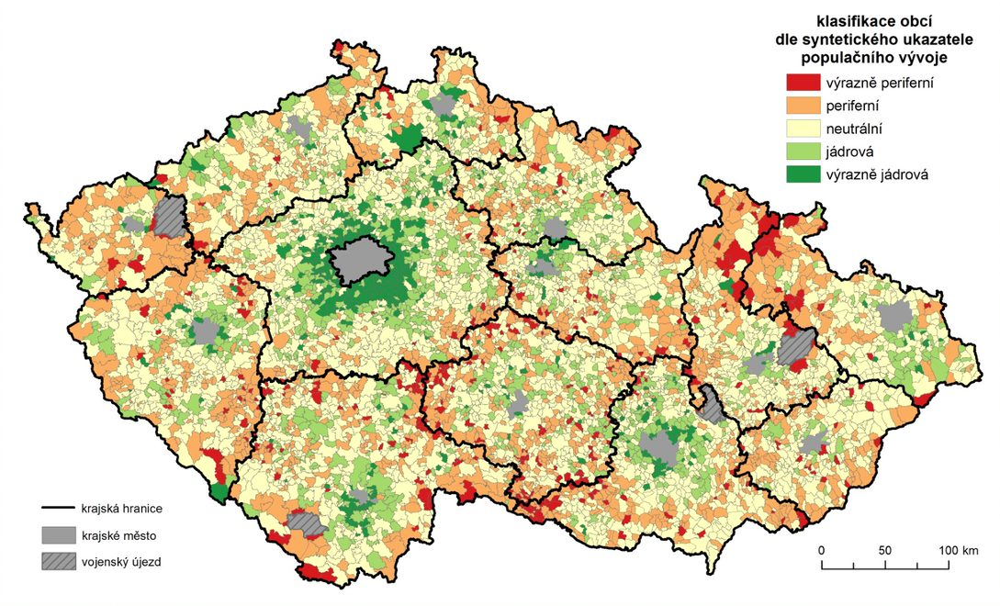 klasifikace obcí
dle syntetického ukazatele
populačního vývoje
výrazně periferní
periferní
neutrální
jádrová
výrazně jádrová
krajská hranice
krajské město
vojenský újezd
0 50 100 km